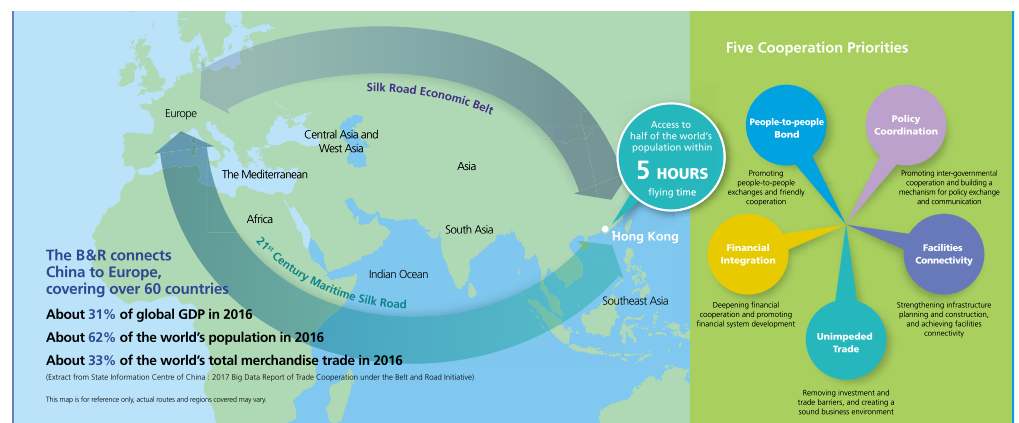 Silk Road Economic Belt
Europe
Central Asia and
West Asia
The Mediterranean
Asia
Africa
South Asia
21st Century Maritime Silk Road
Indian Ocean
Southeast Asia
Hong Kong
Access to
half of the world's
population within
5 HOURS
flying time
The B&R connects
China to Europe,
covering over 60 countries
About 31% of global GDP in 2016
About 62% of the world's population in 2016
About 33% of the world's total merchandise trade in 2016
(Extract from State Information Centre of China : 2017 Big Data Report of Trade Cooperation under the Belt and Road Initiative)
This map is for reference only, actual routes and regions covered may vary.
Five Cooperation Priorities
People-to-people
Bond
Promoting
people-to-people
exchanges and friendly
cooperation
Policy
Coordination
Promoting inter-governmental
cooperation and building a
mechanism for policy exchange
and communication
Financial
Integration
Deepening financial
cooperation and promoting
financial system development
Facilities
Connectivity
Strengthening infrastructure
planning and construction,
and achieving facilities
connectivity
Unimpeded
Trade
Removing investment and
trade barriers, and creating a
sound business environment